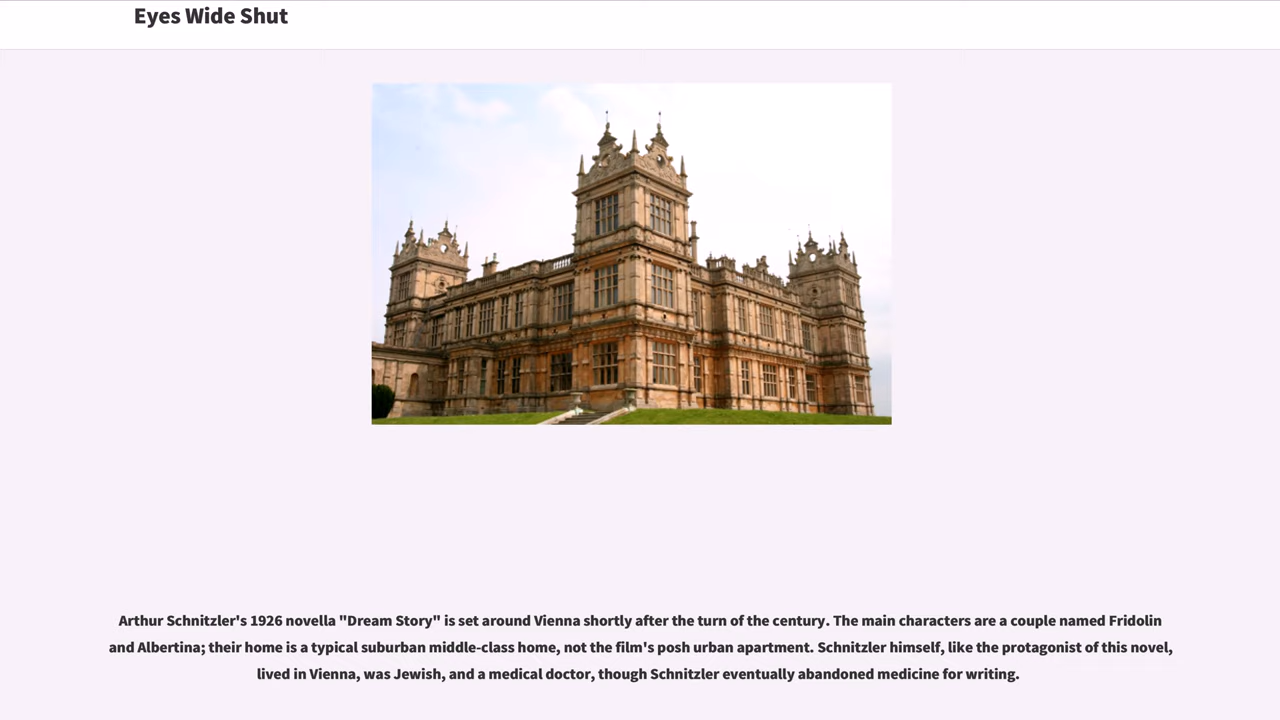 Eyes Wide Shut
Arthur Schnitzler's 1926 novella "Dream Story" is set around Vienna shortly after the turn of the century. The main characters are a couple named Fridolin
and Albertina; their home is a typical suburban middle-class home, not the film's posh urban apartment. Schnitzler himself, like the protagonist of this novel,
lived in Vienna, was Jewish, and a medical doctor, though Schnitzler eventually abandoned medicine for writing.